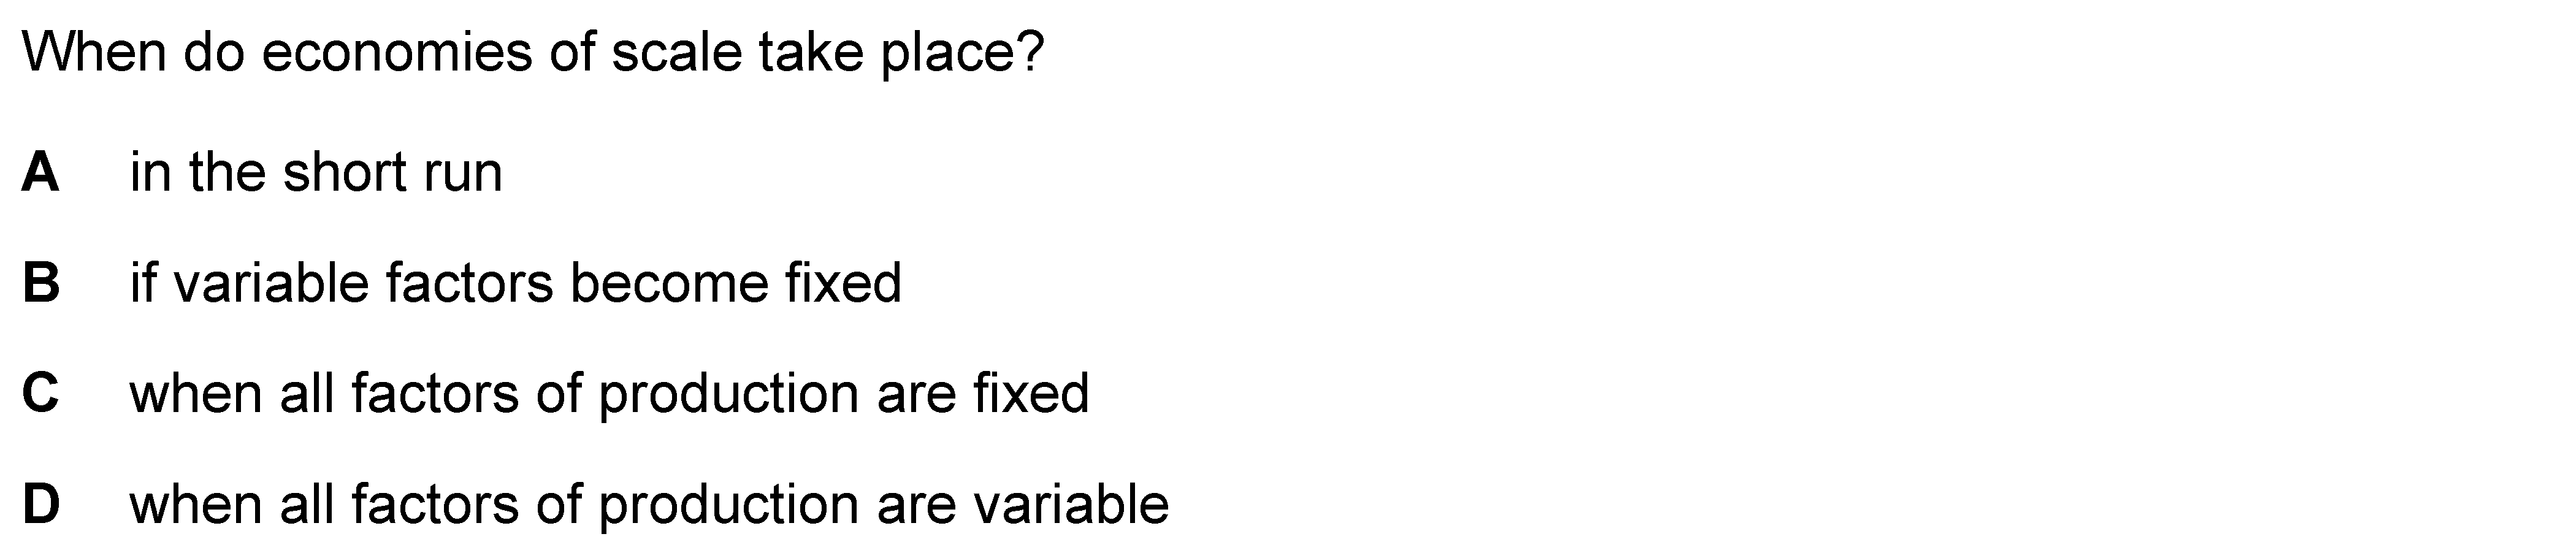 When do economies of scale take place?
A in the short run
B if variable factors become fixed
C when all factors of production are fixed
D when all factors of production are variable